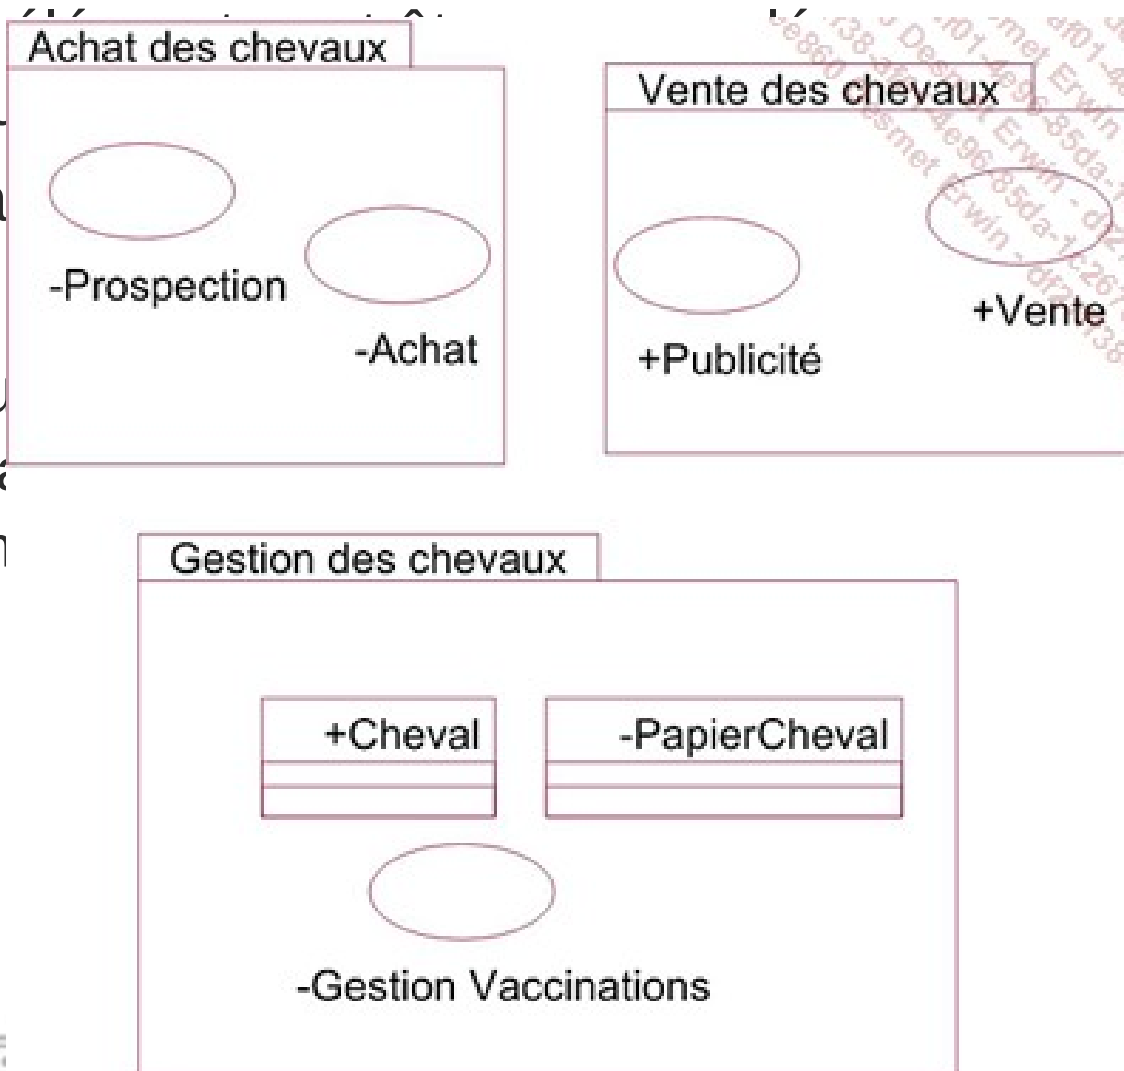 Achat des chevaux
-Prospection
-Achat
Vente des chevaux
+Publicité
+Vente
Gestion des chevaux
+Cheval
-PapierCheval
-Gestion Vaccinations